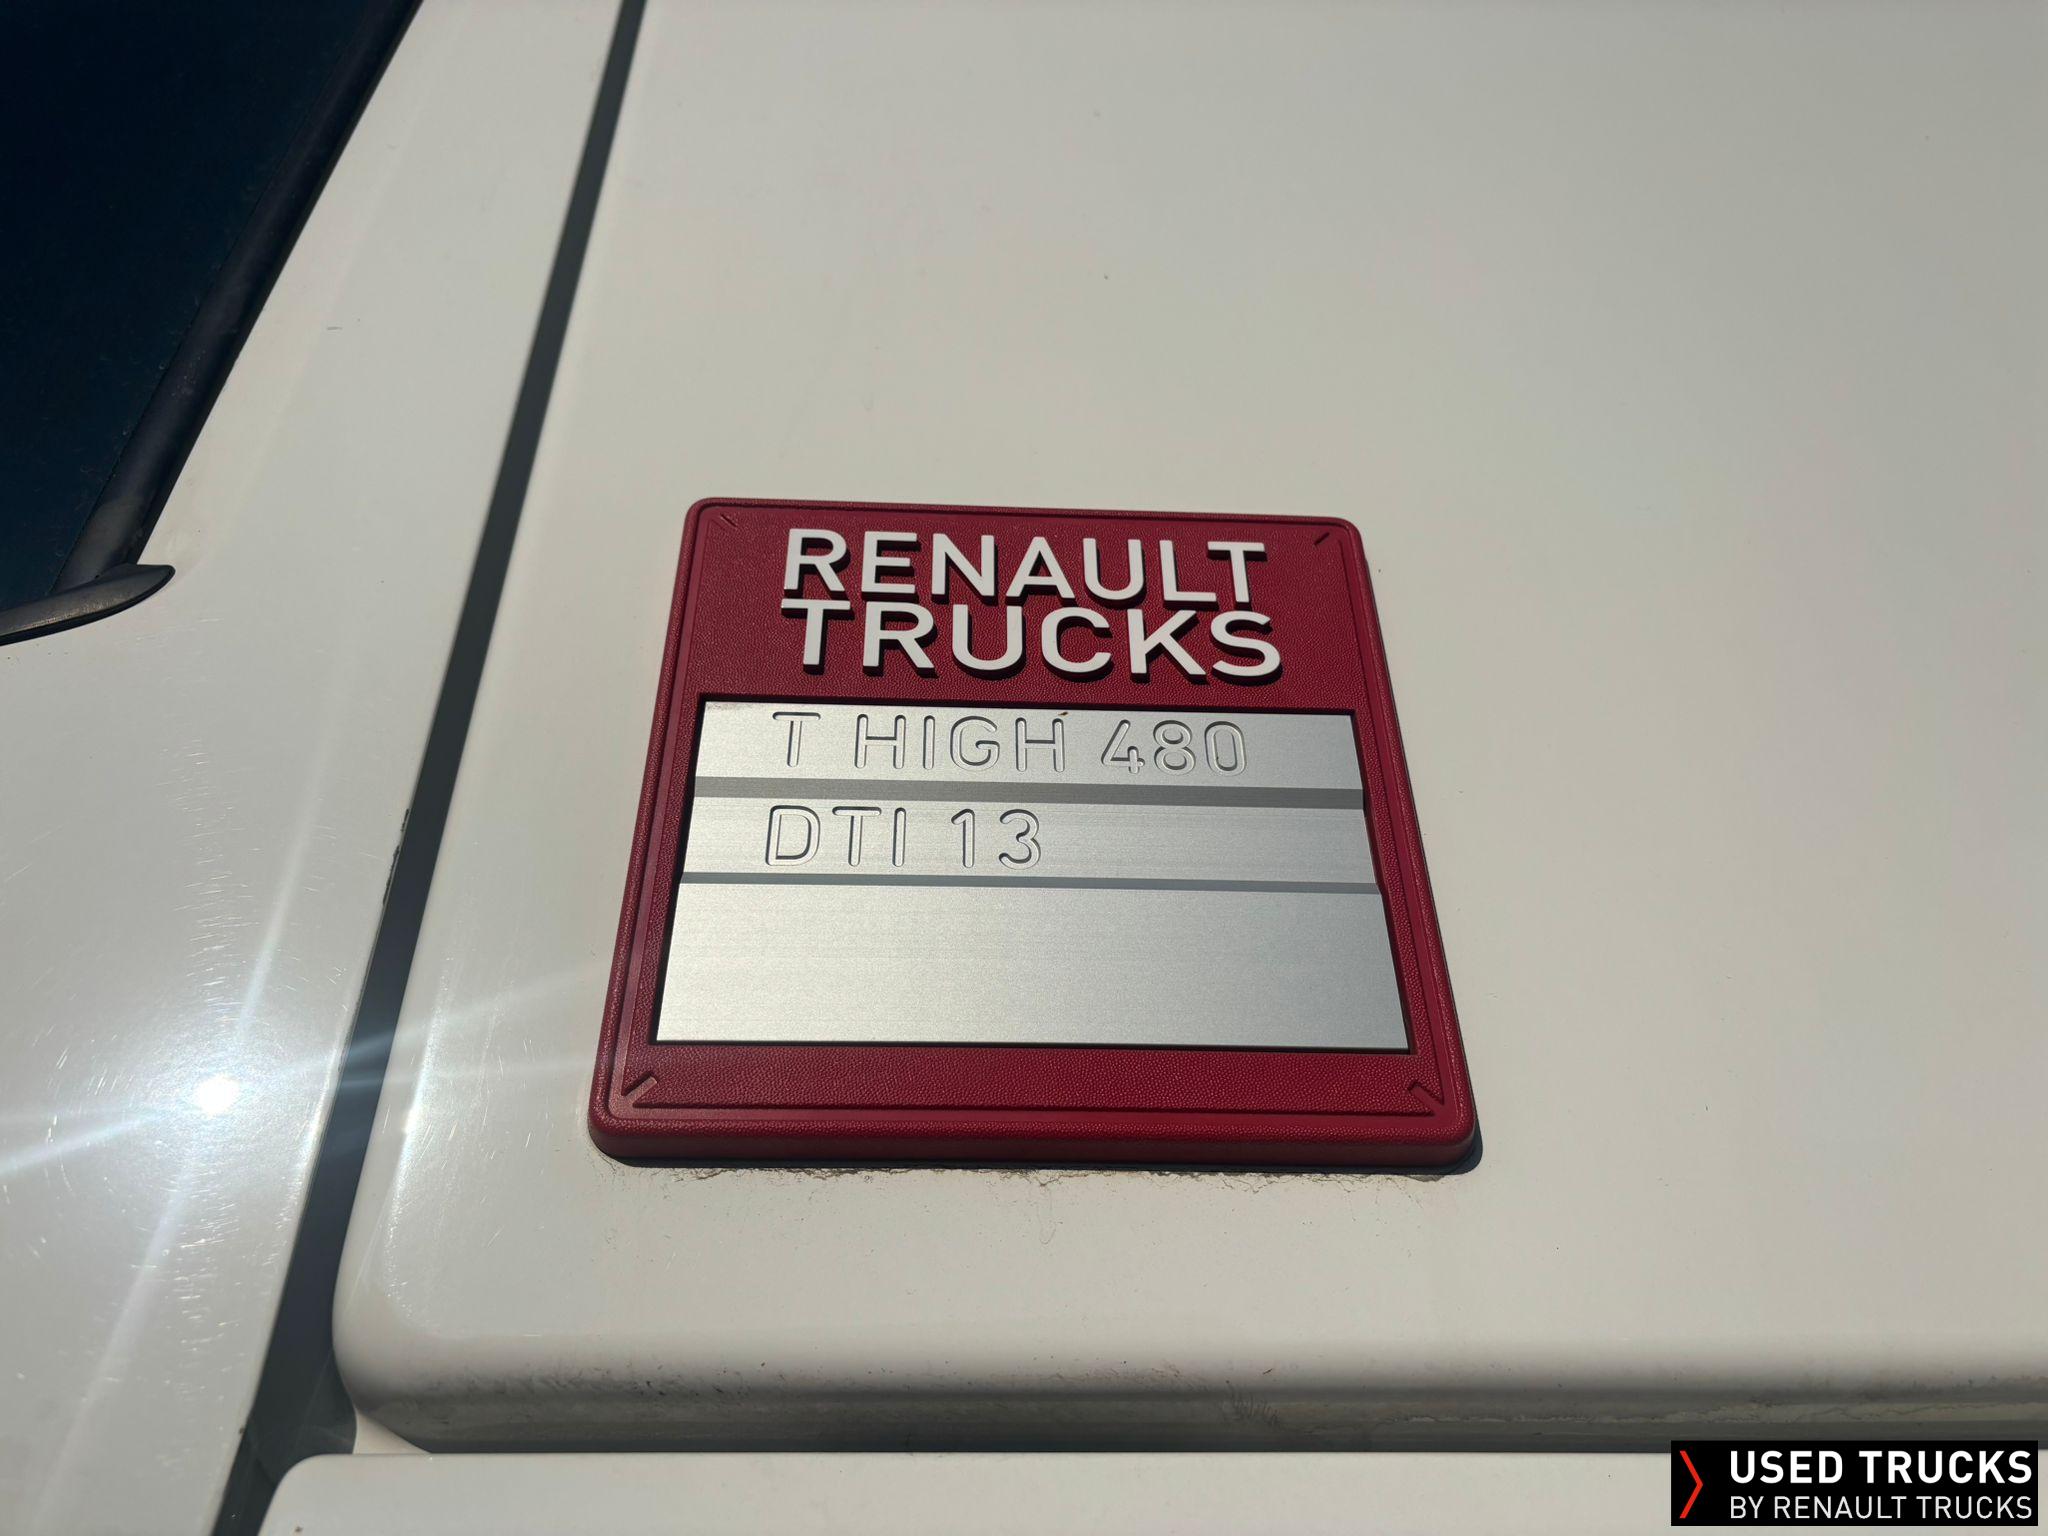 RENAULT
TRUCKS
T HIGH 480
DTI 13
USED TRUCKS
BY RENAULT TRUCKS